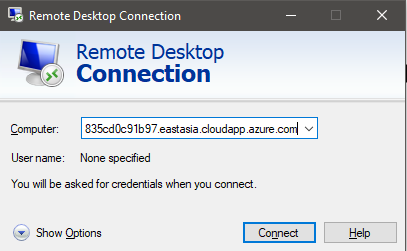 Remote Desktop Connection
Remote Desktop
Connection
Computer: 835cd0c91b97.eastasia.cloudapp.azure.com
User name: None specified
You will be asked for credentials when you connect.
Show Options Connect Help